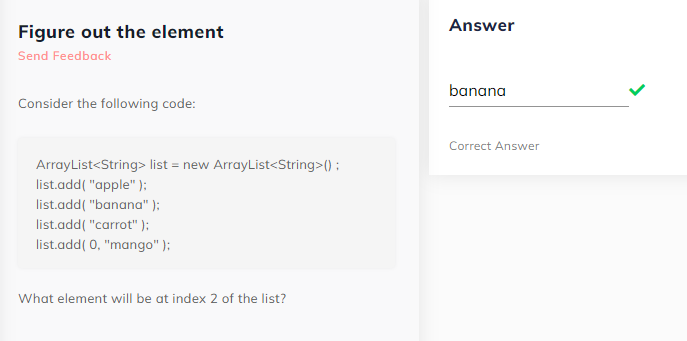 Figure out the element
Send Feedback
Consider the following code:
ArrayList<String> list = new ArrayList<String>() ;
list.add( "apple" );
list.add( "banana" );
list.add( "carrot" );
list.add( 0, "mango" );
What element will be at index 2 of the list?
Answer
banana
Correct Answer